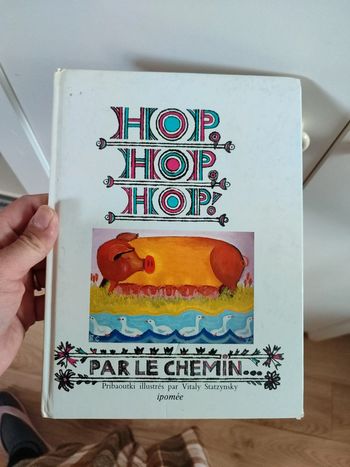 HOP,
HOP,
HOP!
PAR LE CHEMIN...
Pribaoutki illustrés par Vitaly Statzynsky
ipomée